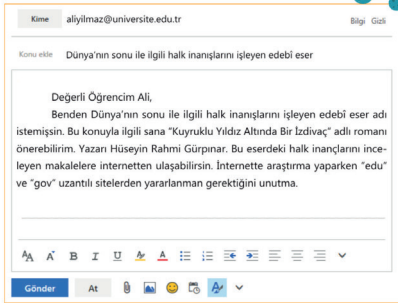 Kime aliyilmaz@universite.edu.tr Bilgi Gizli
Konu ekle Dünya'nın sonu ile ilgili halk inanışlarını işleyen edebî eser
Değerli Öğrencim Ali,
Benden Dünya'nın sonu ile ilgili halk inanışlarını işleyen edebî eser adı
istemişsin. Bu konuyla ilgili sana "Kuyruklu Yıldız Altında Bir İzdivaç" adlı romanı
önerebilirim. Yazarı Hüseyin Rahmi Gürpınar. Bu eserdeki halk inançlarını ince-
leyen makalelere internetten ulaşabilirsin. İnternette araştırma yaparken "edu"
ve "gov" uzantılı sitelerden yararlanman gerektiğini unutma.
AA A B I U A
Gönder At